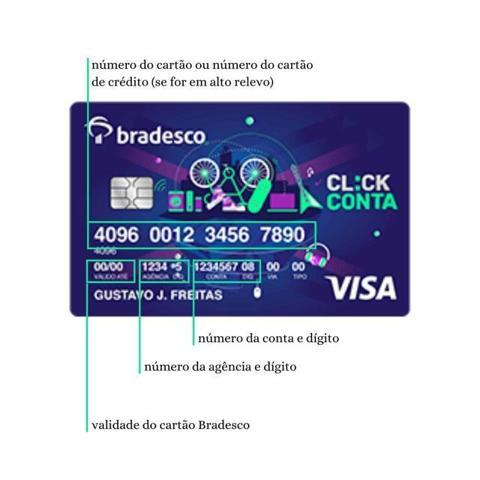 número do cartão ou número do cartão
de crédito (se for em alto relevo)
bradesco
CL:CK
CONTA
4096 0012 3456 7890
4096
00/00 1234 *5 1234567 08 00 00
VÁLIDO ATÉ AGÊNCIA DIG CONTA DIG VIA TIPO
GUSTAVO J. FREITAS
VISA
número da conta e dígito
número da agência e dígito
validade do cartão Bradesco